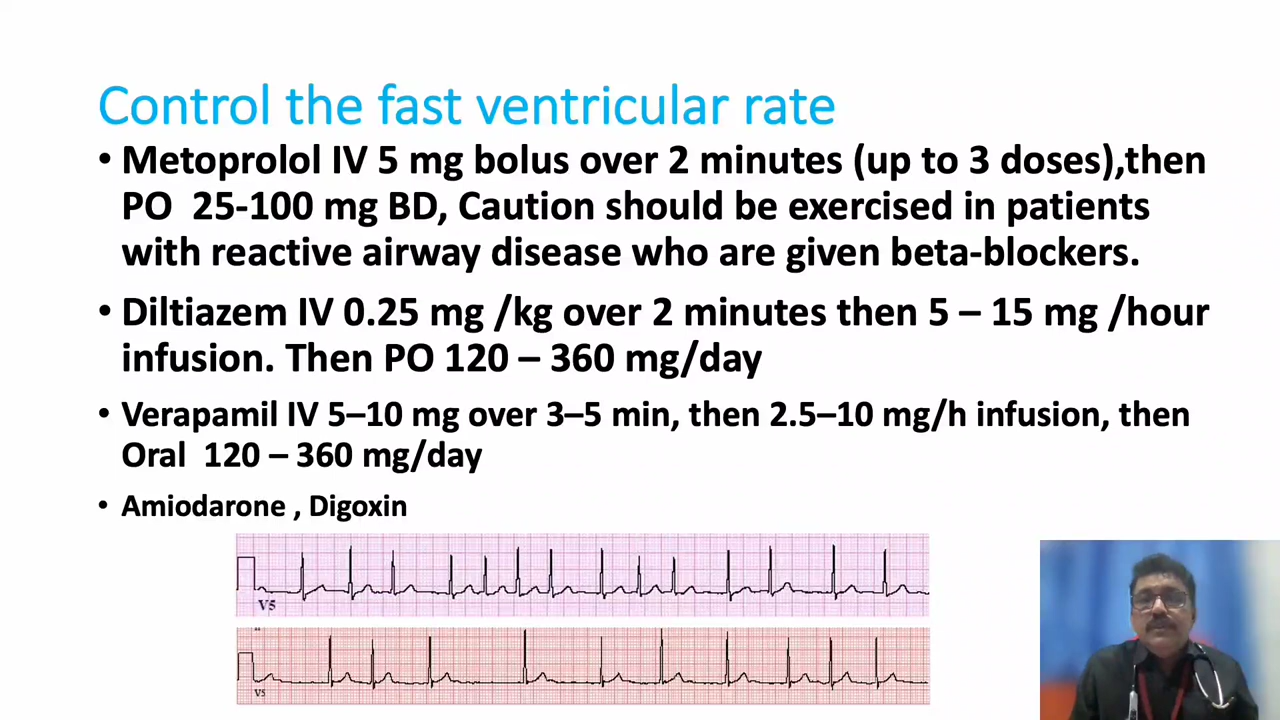 Control the fast ventricular rate
• Metoprolol IV 5 mg bolus over 2 minutes (up to 3 doses),then
PO  25-100 mg BD, Caution should be exercised in patients
with reactive airway disease who are given beta-blockers.
• Diltiazem IV 0.25 mg /kg over 2 minutes then 5 – 15 mg /hour
infusion. Then PO 120 – 360 mg/day
• Verapamil IV 5–10 mg over 3–5 min, then 2.5–10 mg/h infusion, then
Oral  120 – 360 mg/day
• Amiodarone , Digoxin
V5
V5